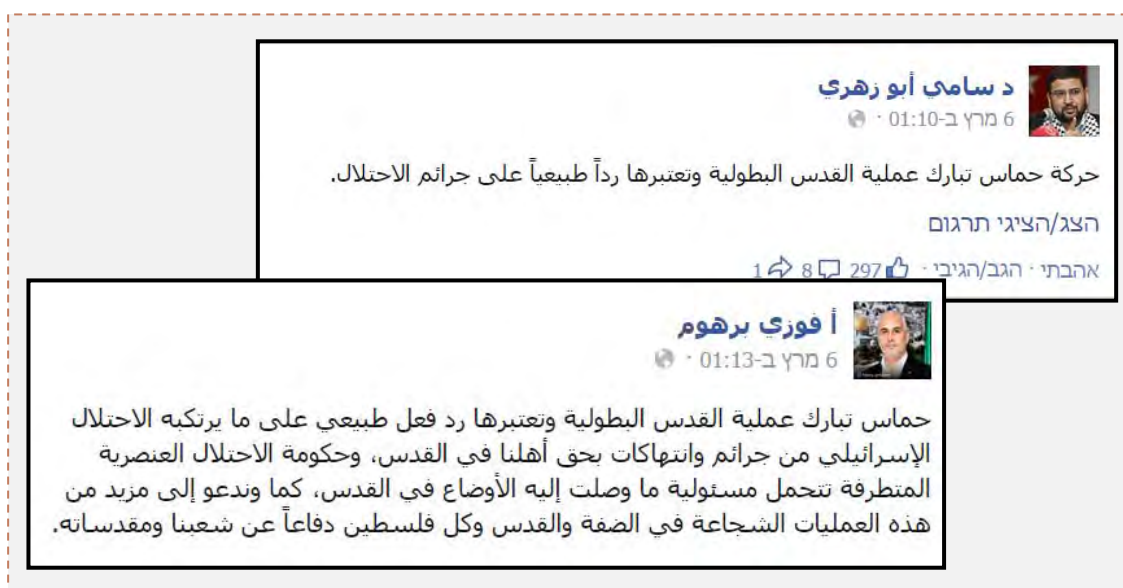 د سامي أبو زهري
6 מרץ ב-01:10 ·
حركة حماس تبارك عملية القدس البطولية وتعتبرها رداً طبيعياً على جرائم الاحتلال.
הצג/הציגי תרגום
אהבתי · הגב/הגיבי · 297 8 1
أ فوزي برهوم
6 מרץ ב-01:13 ·
حماس تبارك عملية القدس البطولية وتعتبرها رد فعل طبيعي على ما يرتكبه الاحتلال
الإسرائيلي من جرائم وانتهاكات بحق أهلنا في القدس، وحكومة الاحتلال العنصرية
المتطرفة تتحمل مسئولية ما وصلت إليه الأوضاع في القدس، كما وندعو إلى مزيد من
هذه العمليات الشجاعة في الضفة والقدس وكل فلسطين دفاعاً عن شعبنا ومقدساته.